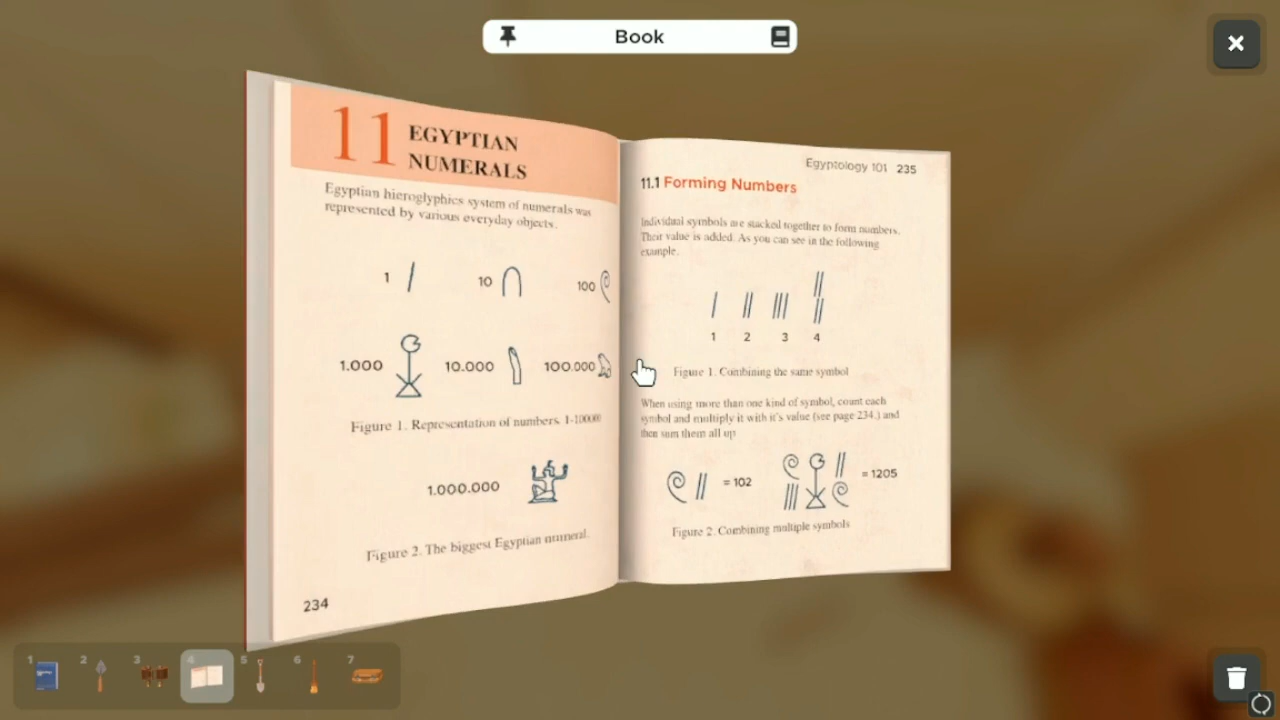 Book
11
EGYPTIAN
NUMERALS
Egyptian hieroglyphics system of numerals was
represented by various everyday objects.
1
10
100
1.000
10.000
100.000
Figure 1. Representation of numbers. 1-100000
1.000.000
Figure 2. The biggest Egyptian numeral.
234
Egyptology 101 235
11.1 Forming Numbers
Individual symbols are stacked together to form numbers.
Their value is added. As you can see in the following
example.
1 2 3 4
Figure 1. Combining the same symbol
When using more than one kind of symbol, count each
symbol and multiply it with it's value (see page 234.) and
then sum them all up
= 102
= 1205
Figure 2. Combining multiple symbols
1 2 3 4 5 6 7